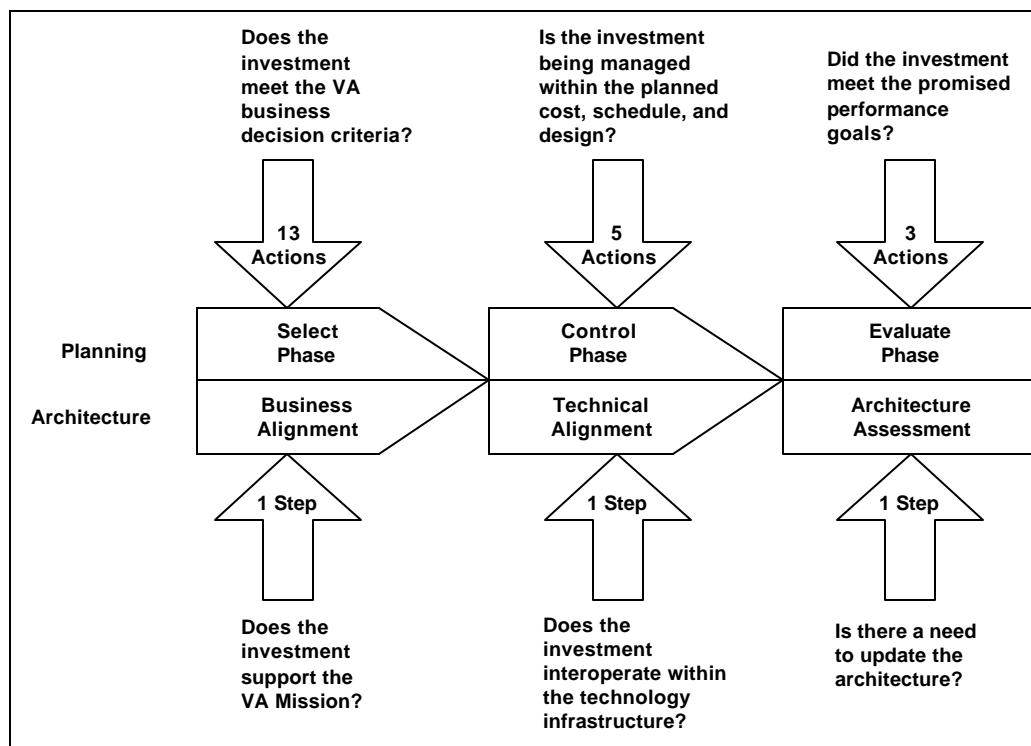 Does the
investment
meet the VA
business
decision criteria?
Is the investment
being managed
within the planned
cost, schedule, and
design?
Did the investment
meet the promised
performance
goals?
13
Actions
5
Actions
3
Actions
Planning
Select
Phase
Control
Phase
Evaluate
Phase
Architecture
Business
Alignment
Technical
Alignment
Architecture
Assessment
1 Step
1 Step
1 Step
Does the
investment
support the
VA Mission?
Does the
investment
interoperate within
the technology
infrastructure?
Is there a need
to update the
architecture?